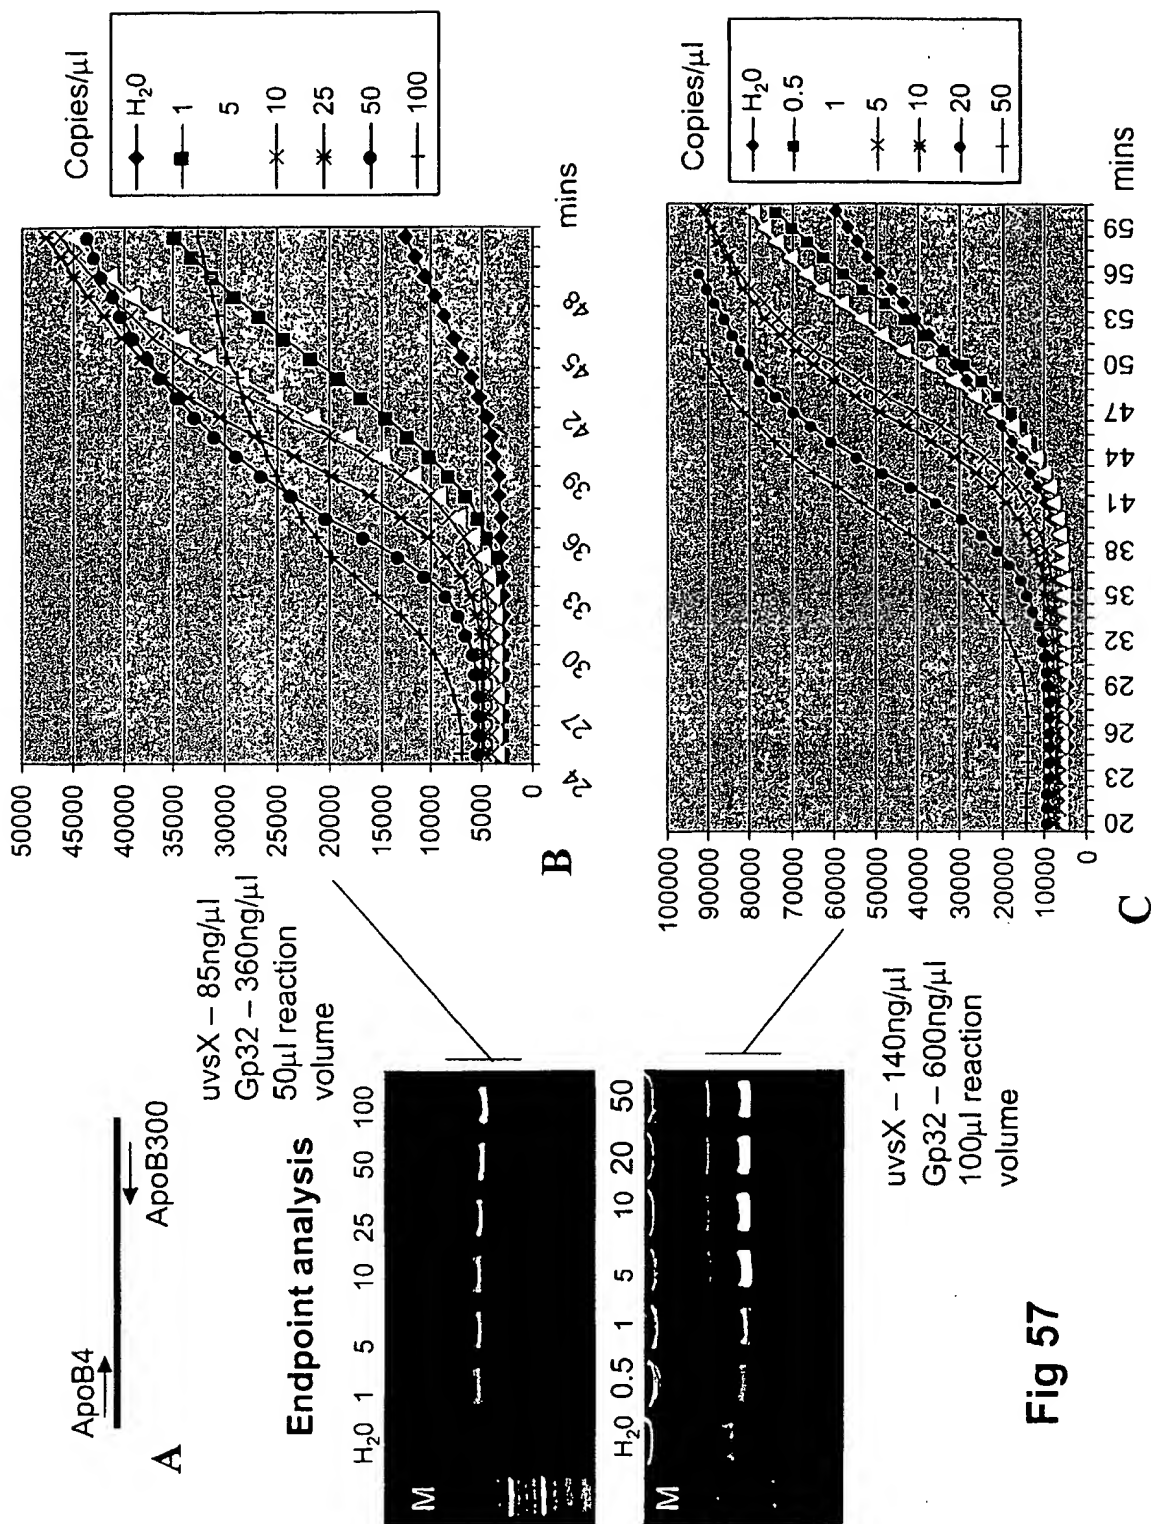 A
ApoB4
ApoB300
Endpoint analysis
H₂0 1 5 10 25 50 100
M
uvsX – 85ng/µl
Gp32 – 360ng/µl
50µl reaction
volume
H₂0 0.5 1 5 10 20 50
M
uvsX – 140ng/µl
Gp32 – 600ng/µl
100µl reaction
volume
B
50000
45000
40000
35000
30000
25000
20000
15000
10000
5000
0
24 27 30 33 36 39 42 45 48 mins
Copies/µl
H₂0
1
5
10
25
50
100
C
100000
90000
80000
70000
60000
50000
40000
30000
20000
10000
0
20 23 26 29 32 35 38 41 44 47 50 53 56 59 mins
Copies/µl
H₂0
0.5
1
5
10
20
50
Fig 57